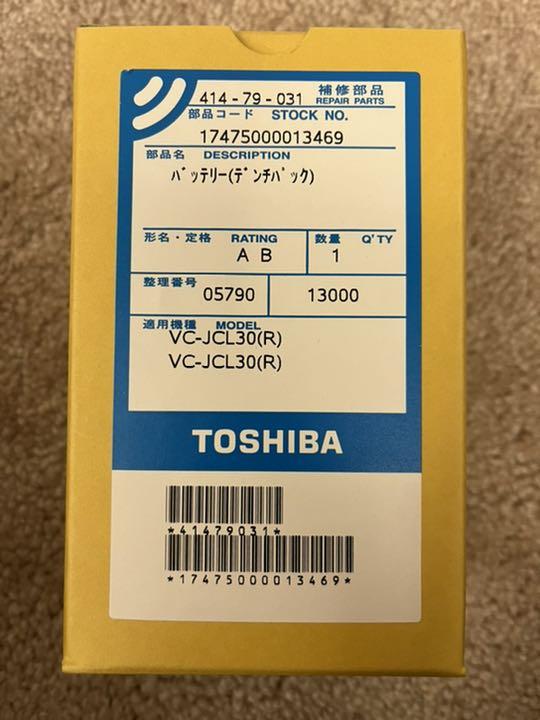 414-79-031 補修部品
REPAIR PARTS
部品コード STOCK NO.
17475000013469
部品名 DESCRIPTION
バッテリー(デンチパック)
形名・定格 RATING 数量 Q'TY
A B 1
整理番号 05790 13000
適用機種 MODEL
VC-JCL30(R)
VC-JCL30(R)
TOSHIBA
*41479031*
*17475000013469*